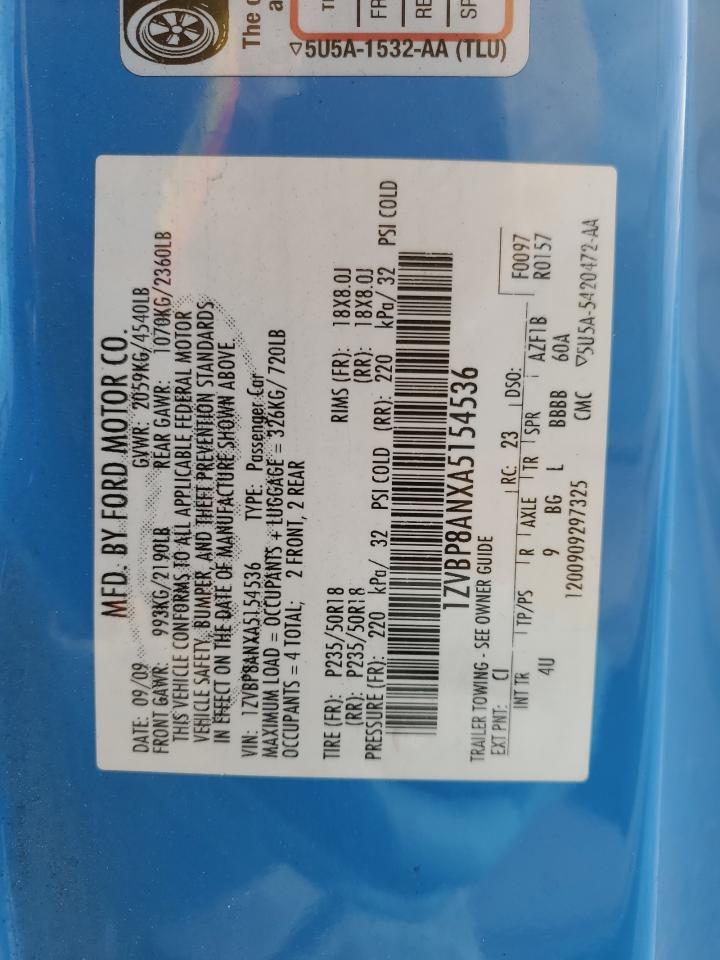 The
TI
FR
RE
SP
▽5U5A-1532-AA (TLU)
MFD. BY FORD MOTOR CO.
DATE: 09/09 GVWR: 2059KG/4540LB
FRONT GAWR: 993KG/2190LB REAR GAWR: 1070KG/2360LB
THIS VEHICLE CONFORMS TO ALL APPLICABLE FEDERAL MOTOR
VEHICLE SAFETY, BUMPER, AND THEFT PREVENTION STANDARDS
IN EFFECT ON THE DATE OF MANUFACTURE SHOWN ABOVE.
VIN: 1ZVBP8ANXA5154536 TYPE: Passenger Car
MAXIMUM LOAD = OCCUPANTS + LUGGAGE = 326KG/ 720LB
OCCUPANTS = 4 TOTAL; 2 FRONT, 2 REAR
TIRE (FR): P235/50R18 RIMS (FR): 18X8.0J
(RR): P235/50R18 (RR): 18X8.0J
PRESSURE (FR): 220 kPa/ 32 PSI COLD (RR): 220 kPa/ 32 PSI COLD
1ZVBP8ANXA5154536
TRAILER TOWING - SEE OWNER GUIDE
EXT PNT: CI RC: 23 DSO: F0097
R0157
INT TR TP/PS R AXLE TR SPR AZF1B
4U 9 BG L BBBB 60A
CMC
1200909297325 ▽5U5A-5420472-AA